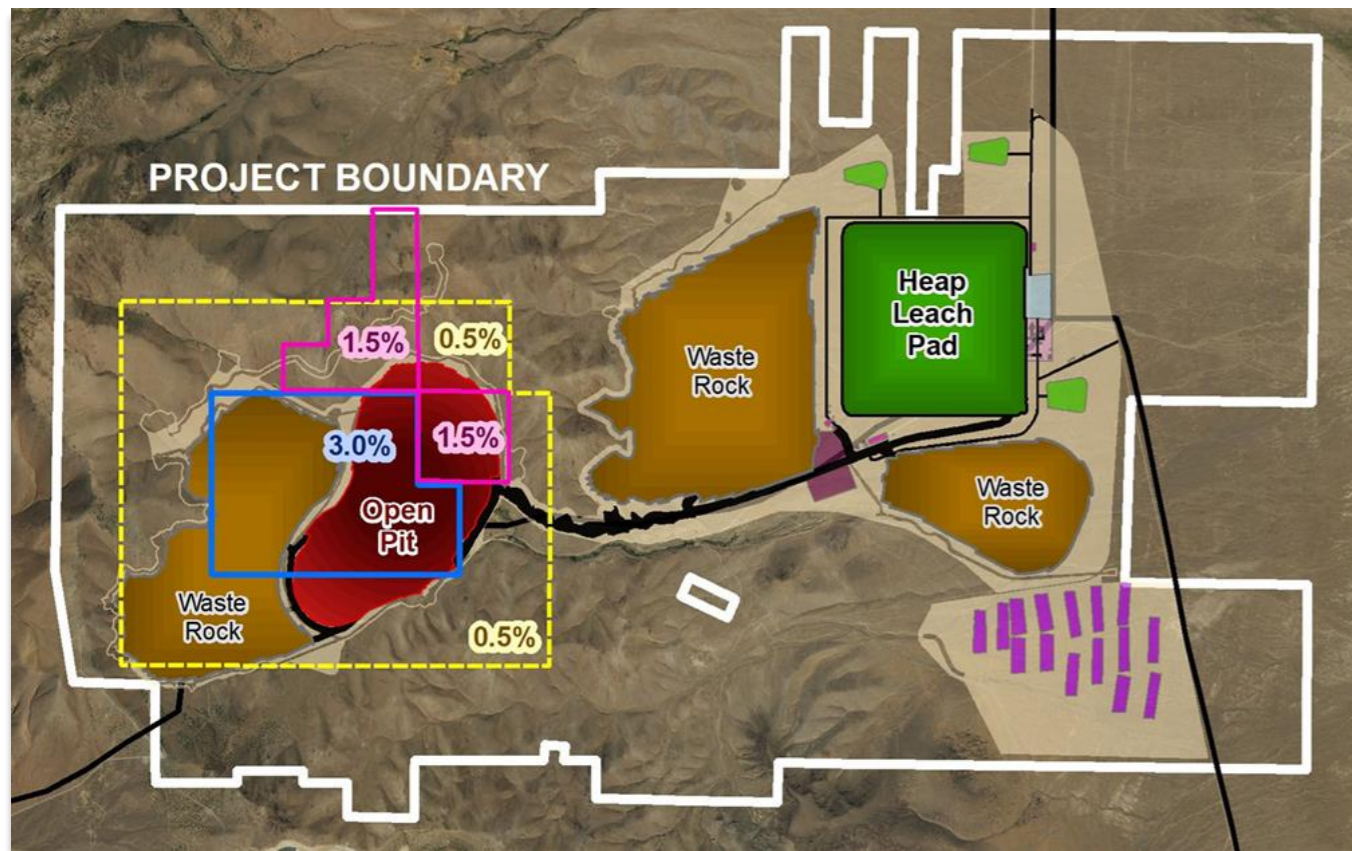 PROJECT BOUNDARY
Heap
Leach
Pad
1.5%
0.5%
Waste
Rock
3.0%
1.5%
Open
Pit
Waste
Rock
Waste
Rock
0.5%